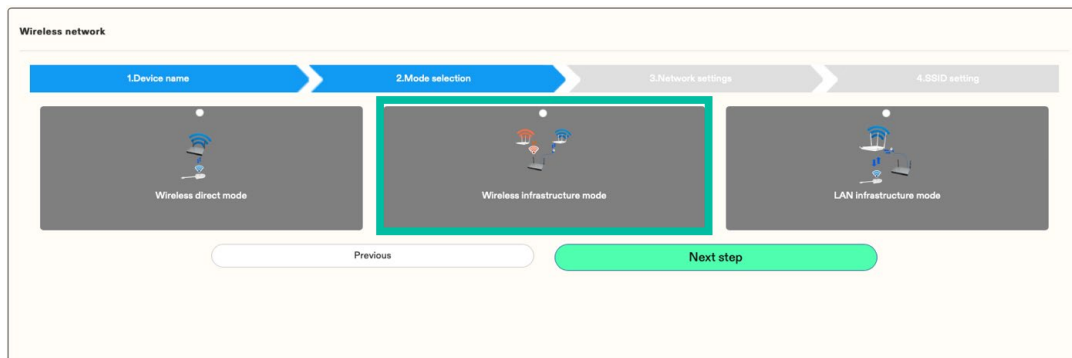 Wireless network
1.Device name
2.Mode selection
3.Network settings
4.SSID setting
Wireless direct mode
Wireless infrastructure mode
LAN infrastructure mode
Previous
Next step